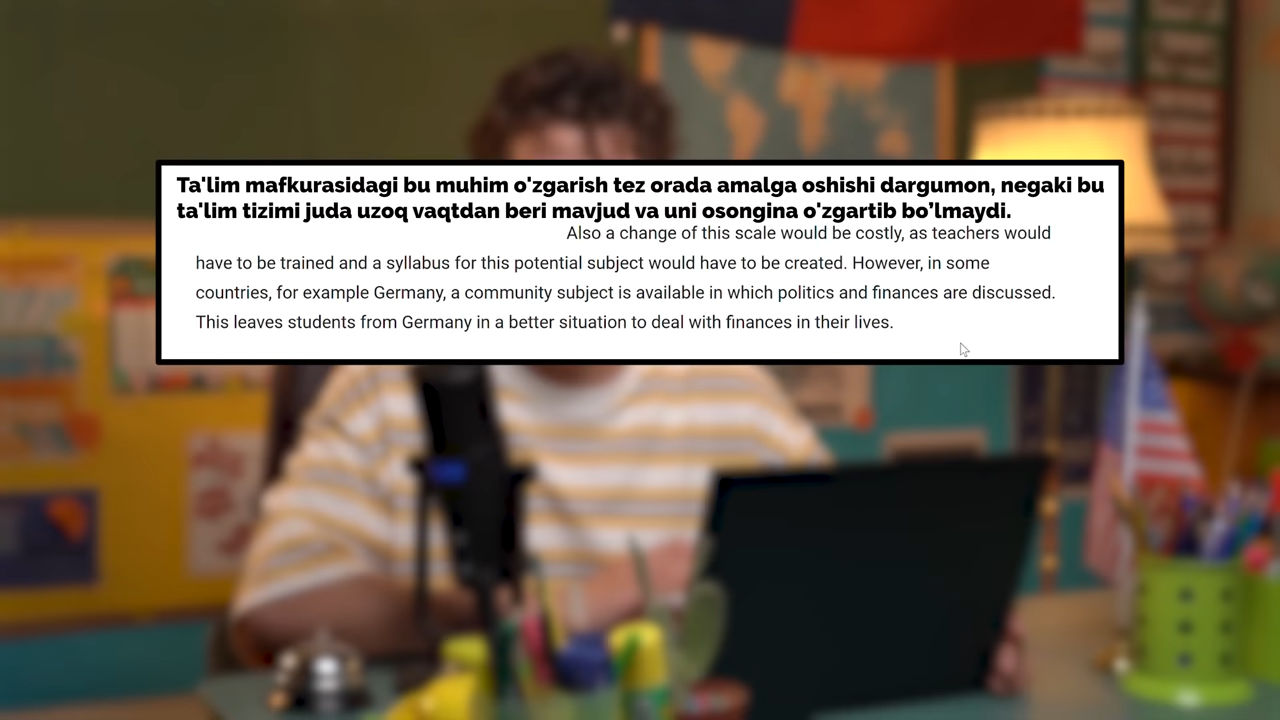 Ta'lim mafkurasidagi bu muhim o'zgarish tez orada amalga oshishi dargumon, negaki bu
ta'lim tizimi juda uzoq vaqtdan beri mavjud va uni osongina o'zgartib bo’lmaydi.
Also a change of this scale would be costly, as teachers would
have to be trained and a syllabus for this potential subject would have to be created. However, in some
countries, for example Germany, a community subject is available in which politics and finances are discussed.
This leaves students from Germany in a better situation to deal with finances in their lives.